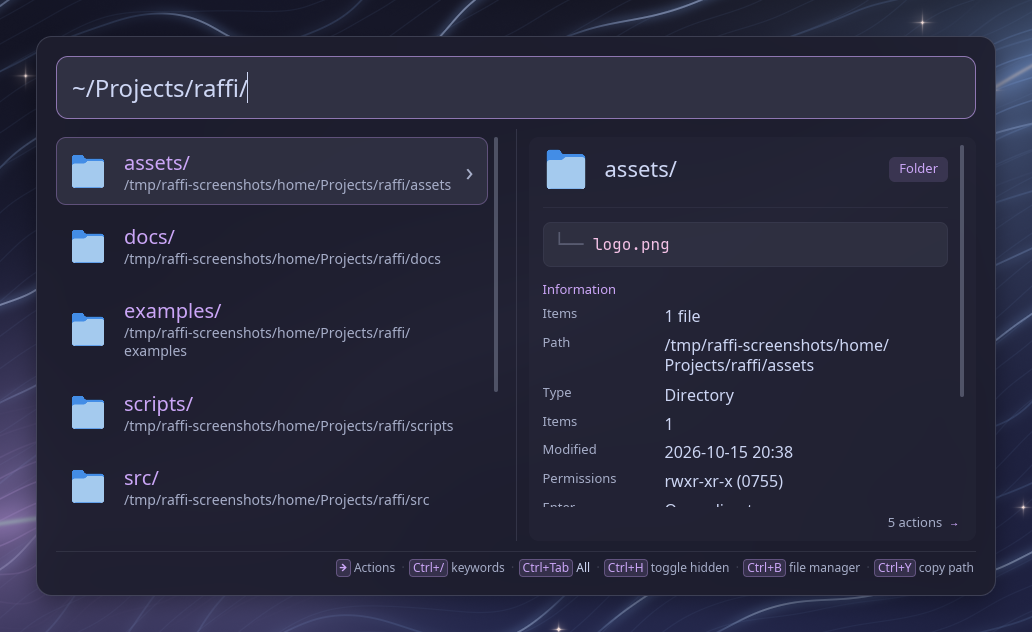 ~/Projects/raffi/
assets/
/tmp/raffi-screenshots/home/Projects/raffi/assets
docs/
/tmp/raffi-screenshots/home/Projects/raffi/docs
examples/
/tmp/raffi-screenshots/home/Projects/raffi/
examples
scripts/
/tmp/raffi-screenshots/home/Projects/raffi/scripts
src/
/tmp/raffi-screenshots/home/Projects/raffi/src
assets/ Folder
└── logo.png
Information
Items 1 file
Path /tmp/raffi-screenshots/home/
Projects/raffi/assets
Type Directory
Items 1
Modified 2026-10-15 20:38
Permissions rwxr-xr-x (0755)
5 actions →
→ Actions · Ctrl+/ keywords · Ctrl+Tab All · Ctrl+H toggle hidden · Ctrl+B file manager · Ctrl+Y copy path